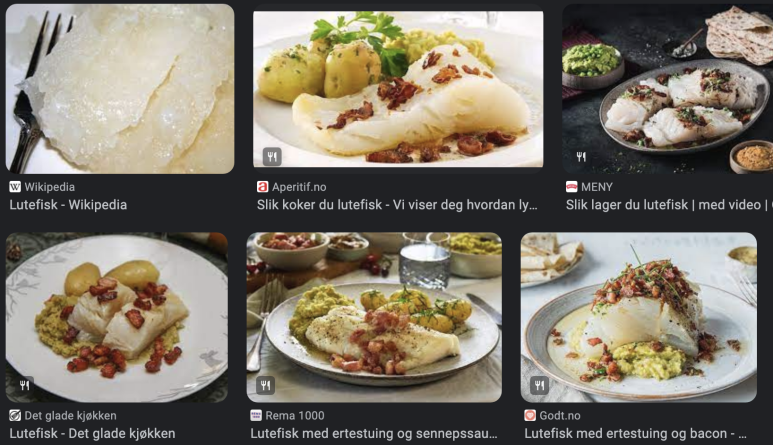 Wikipedia
Lutefisk - Wikipedia
Aperitif.no
Slik koker du lutefisk - Vi viser deg hvordan ly...
MENY
Slik lager du lutefisk | med video |
Det glade kjøkken
Lutefisk - Det glade kjøkken
Rema 1000
Lutefisk med ertestuing og sennepssau...
Godt.no
Lutefisk med ertestuing og bacon - ...